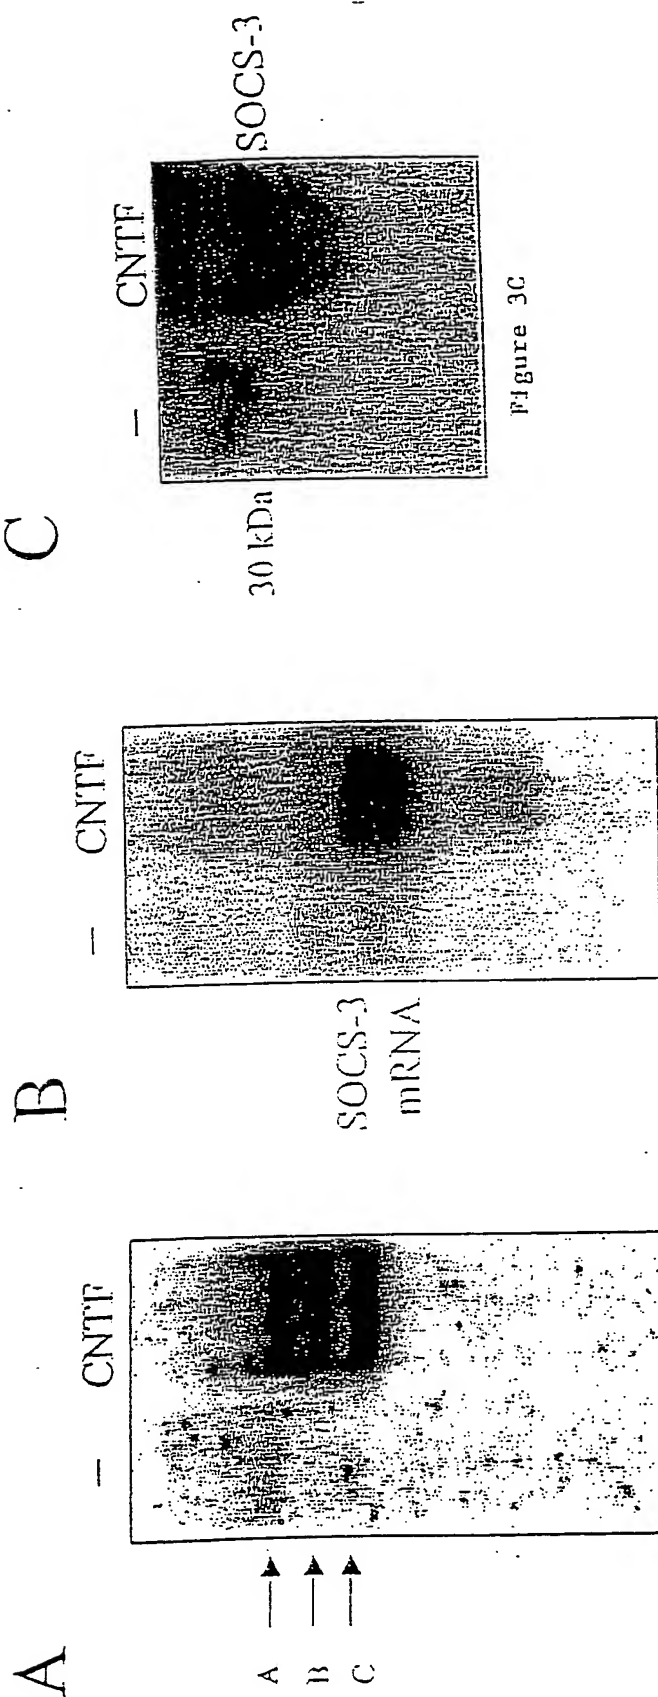 A
— CNTF
A
B
C
B
— CNTF
SOCS-3
mRNA
C
— CNTF
30 kDa
SOCS-3
Figure 3C